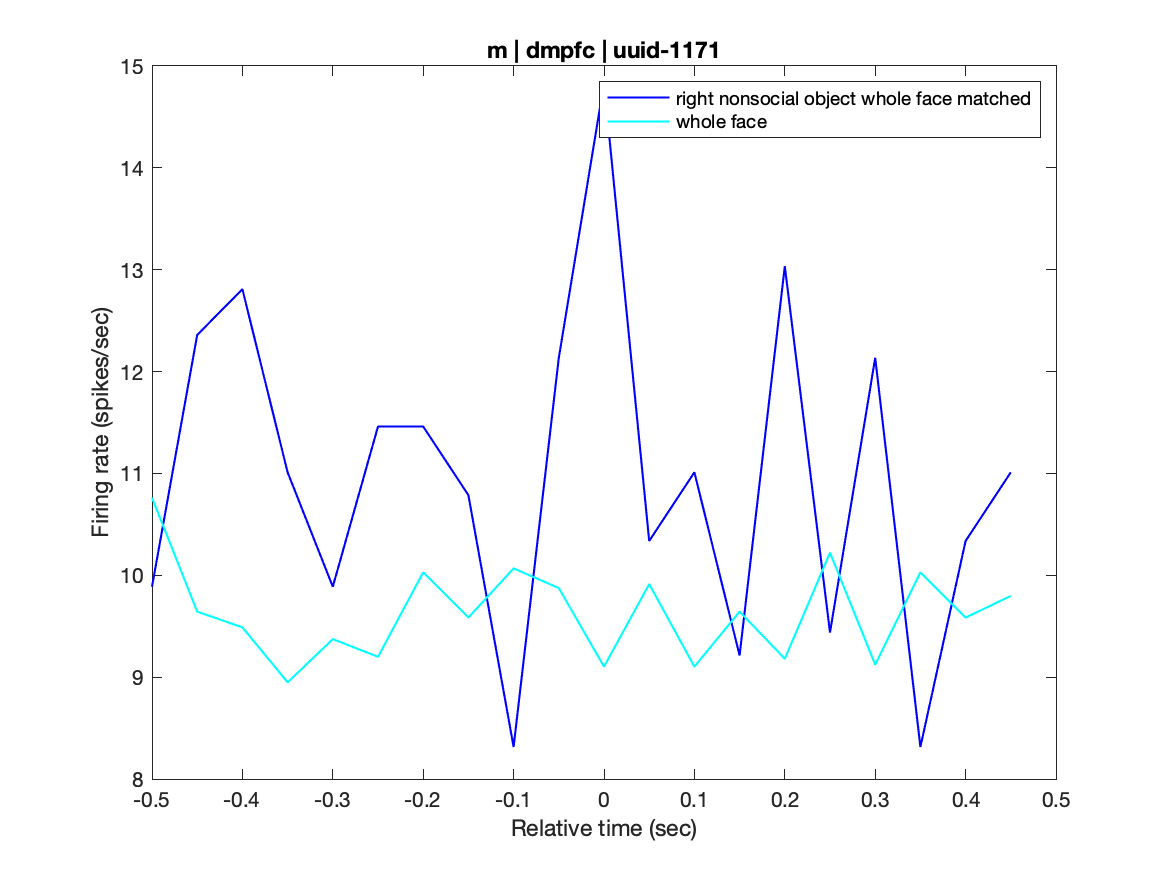 m | dmpfc | uuid-1171
15
14
13
12
11
10
9
8
Firing rate (spikes/sec)
right nonsocial object whole face matched
whole face
-0.5 -0.4 -0.3 -0.2 -0.1 0 0.1 0.2 0.3 0.4 0.5
Relative time (sec)